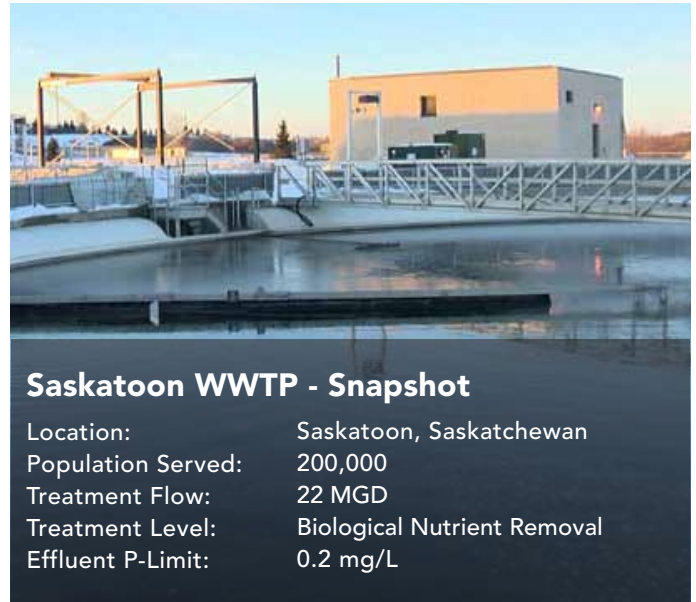 Saskatoon WWTP - Snapshot
Location: Saskatoon, Saskatchewan
Population Served: 200,000
Treatment Flow: 22 MGD
Treatment Level: Biological Nutrient Removal
Effluent P-Limit: 0.2 mg/L